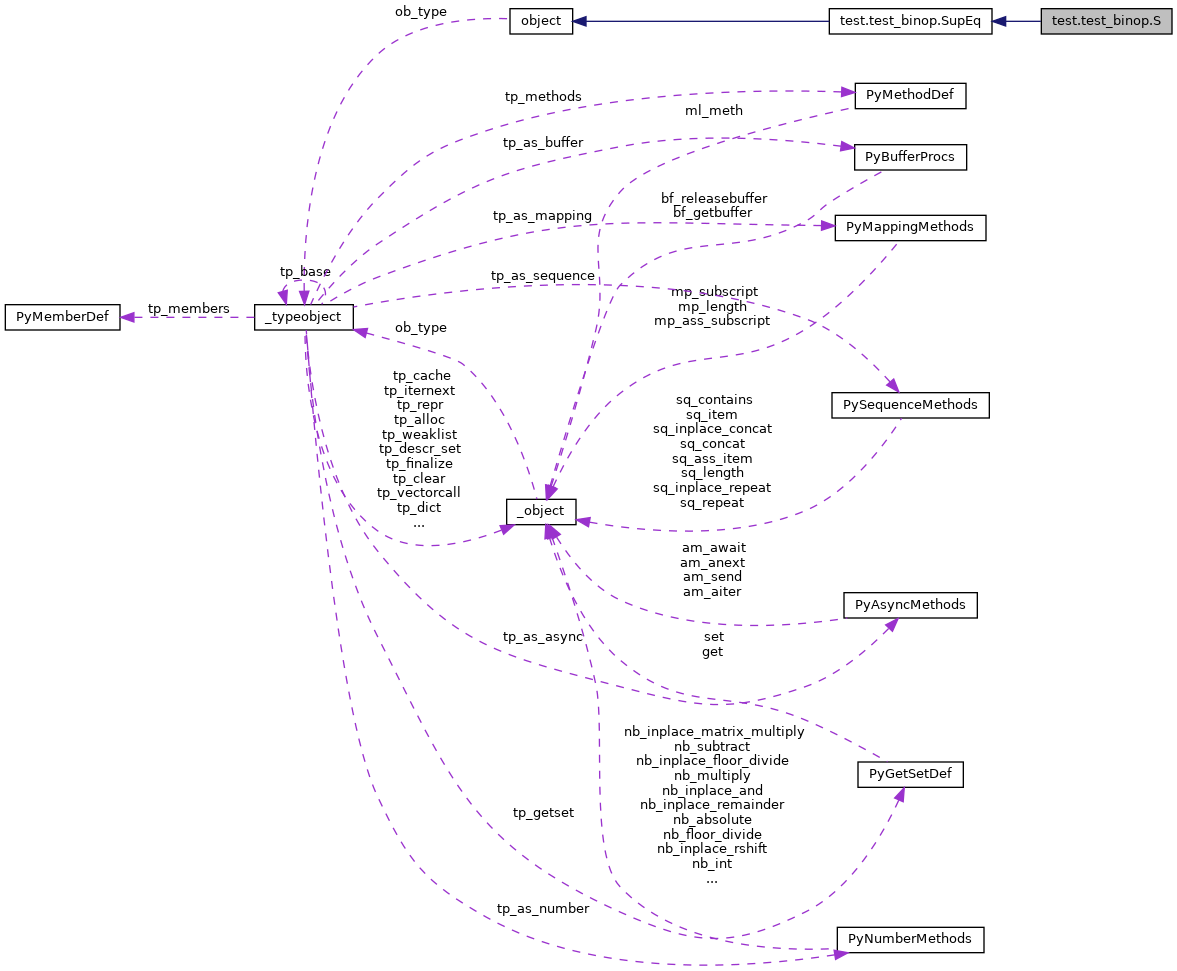 ob_type
object
test.test_binop.SupEq
test.test_binop.S
tp_methods
PyMethodDef
ml_meth
tp_as_buffer
PyBufferProcs
bf_releasebuffer
bf_getbuffer
tp_as_mapping
PyMappingMethods
tp_base
tp_as_sequence
mp_subscript
mp_length
mp_ass_subscript
PyMemberDef
tp_members
_typeobject
ob_type
tp_cache
tp_iternext
tp_repr
tp_alloc
tp_weaklist
tp_descr_set
tp_finalize
tp_clear
tp_vectorcall
tp_dict
...
sq_contains
sq_item
sq_inplace_concat
sq_concat
sq_ass_item
sq_length
sq_inplace_repeat
sq_repeat
PySequenceMethods
_object
am_await
am_anext
am_send
am_aiter
PyAsyncMethods
tp_as_async
set
get
nb_inplace_matrix_multiply
nb_subtract
nb_inplace_floor_divide
nb_multiply
nb_inplace_and
nb_inplace_remainder
nb_absolute
nb_floor_divide
nb_inplace_rshift
nb_int
...
PyGetSetDef
tp_getset
tp_as_number
PyNumberMethods